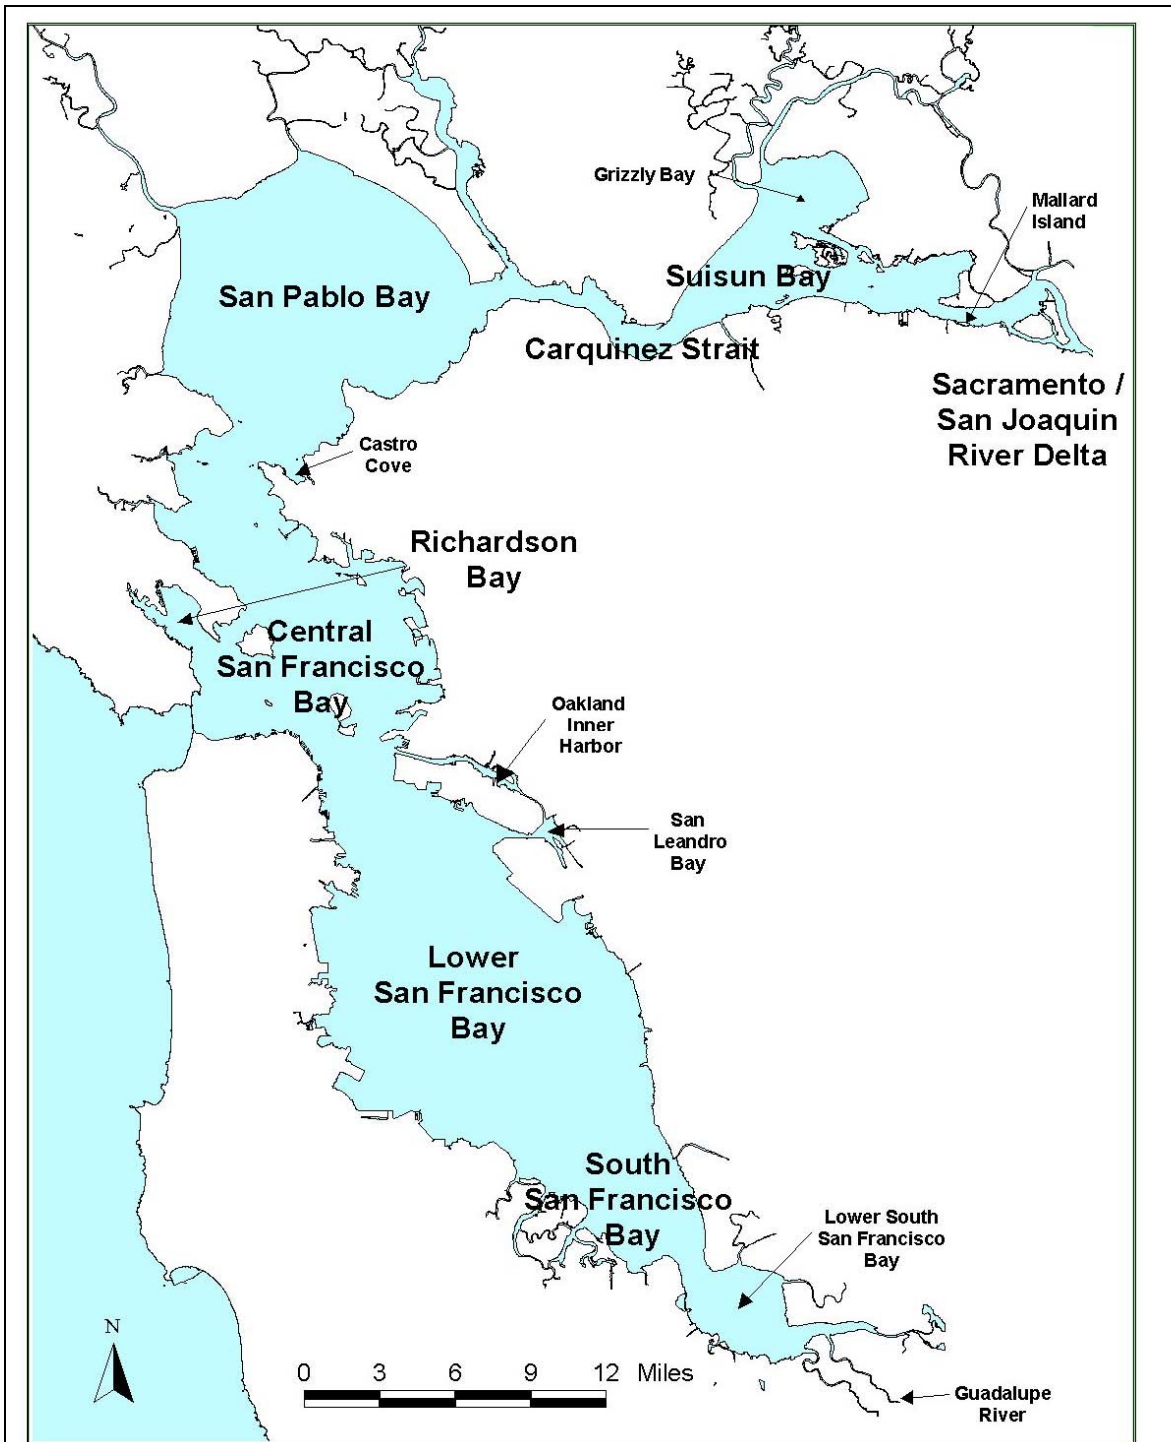 Grizzly Bay
Mallard
Island
Suisun Bay
San Pablo Bay
Carquinez Strait
Sacramento /
San Joaquin
River Delta
Castro
Cove
Richardson
Bay
Central
San Francisco
Bay
Oakland
Inner
Harbor
San
Leandro
Bay
Lower
San Francisco
Bay
South
San Francisco
Bay
Lower South
San Francisco
Bay
N
0 3 6 9 12 Miles
Guadalupe
River